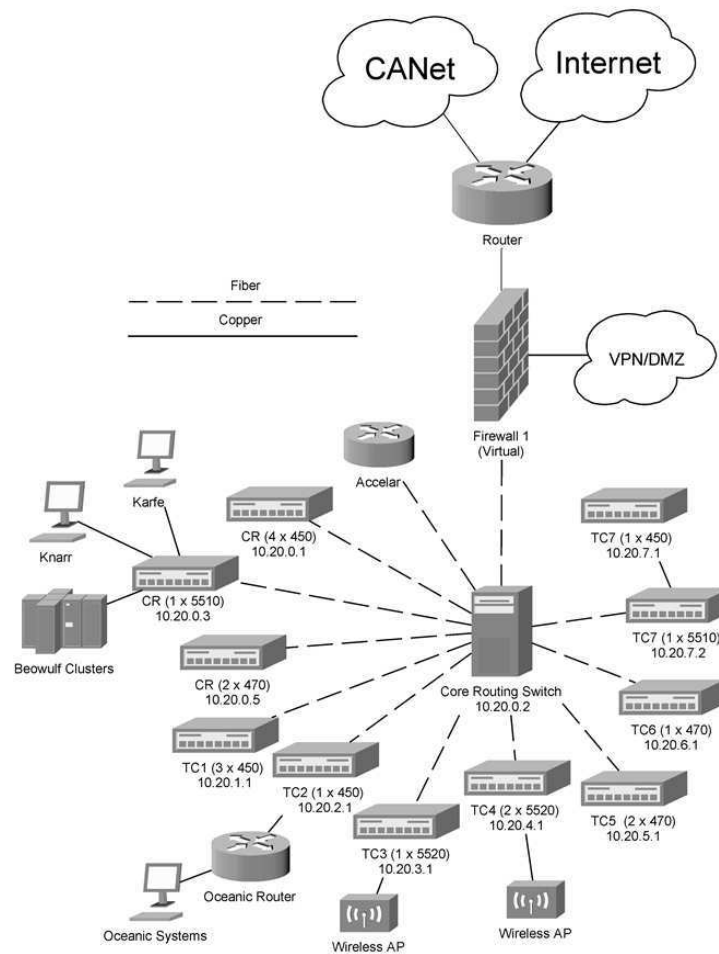 CANet
Internet
Router
Fiber
Copper
VPN/DMZ
Firewall 1
(Virtual)
Accelar
Karfe
Knarr
CR (4 x 450)
10.20.0.1
TC7 (1 x 450)
10.20.7.1
CR (1 x 5510)
10.20.0.3
Beowulf Clusters
TC7 (1 x 5510)
10.20.7.2
CR (2 x 470)
10.20.0.5
Core Routing Switch
10.20.0.2
TC6 (1 x 470)
10.20.6.1
TC1 (3 x 450)
10.20.1.1
TC2 (1 x 450)
10.20.2.1
TC3 (1 x 5520)
10.20.3.1
TC4 (2 x 5520)
10.20.4.1
TC5 (2 x 470)
10.20.5.1
Oceanic Router
Oceanic Systems
Wireless AP
Wireless AP